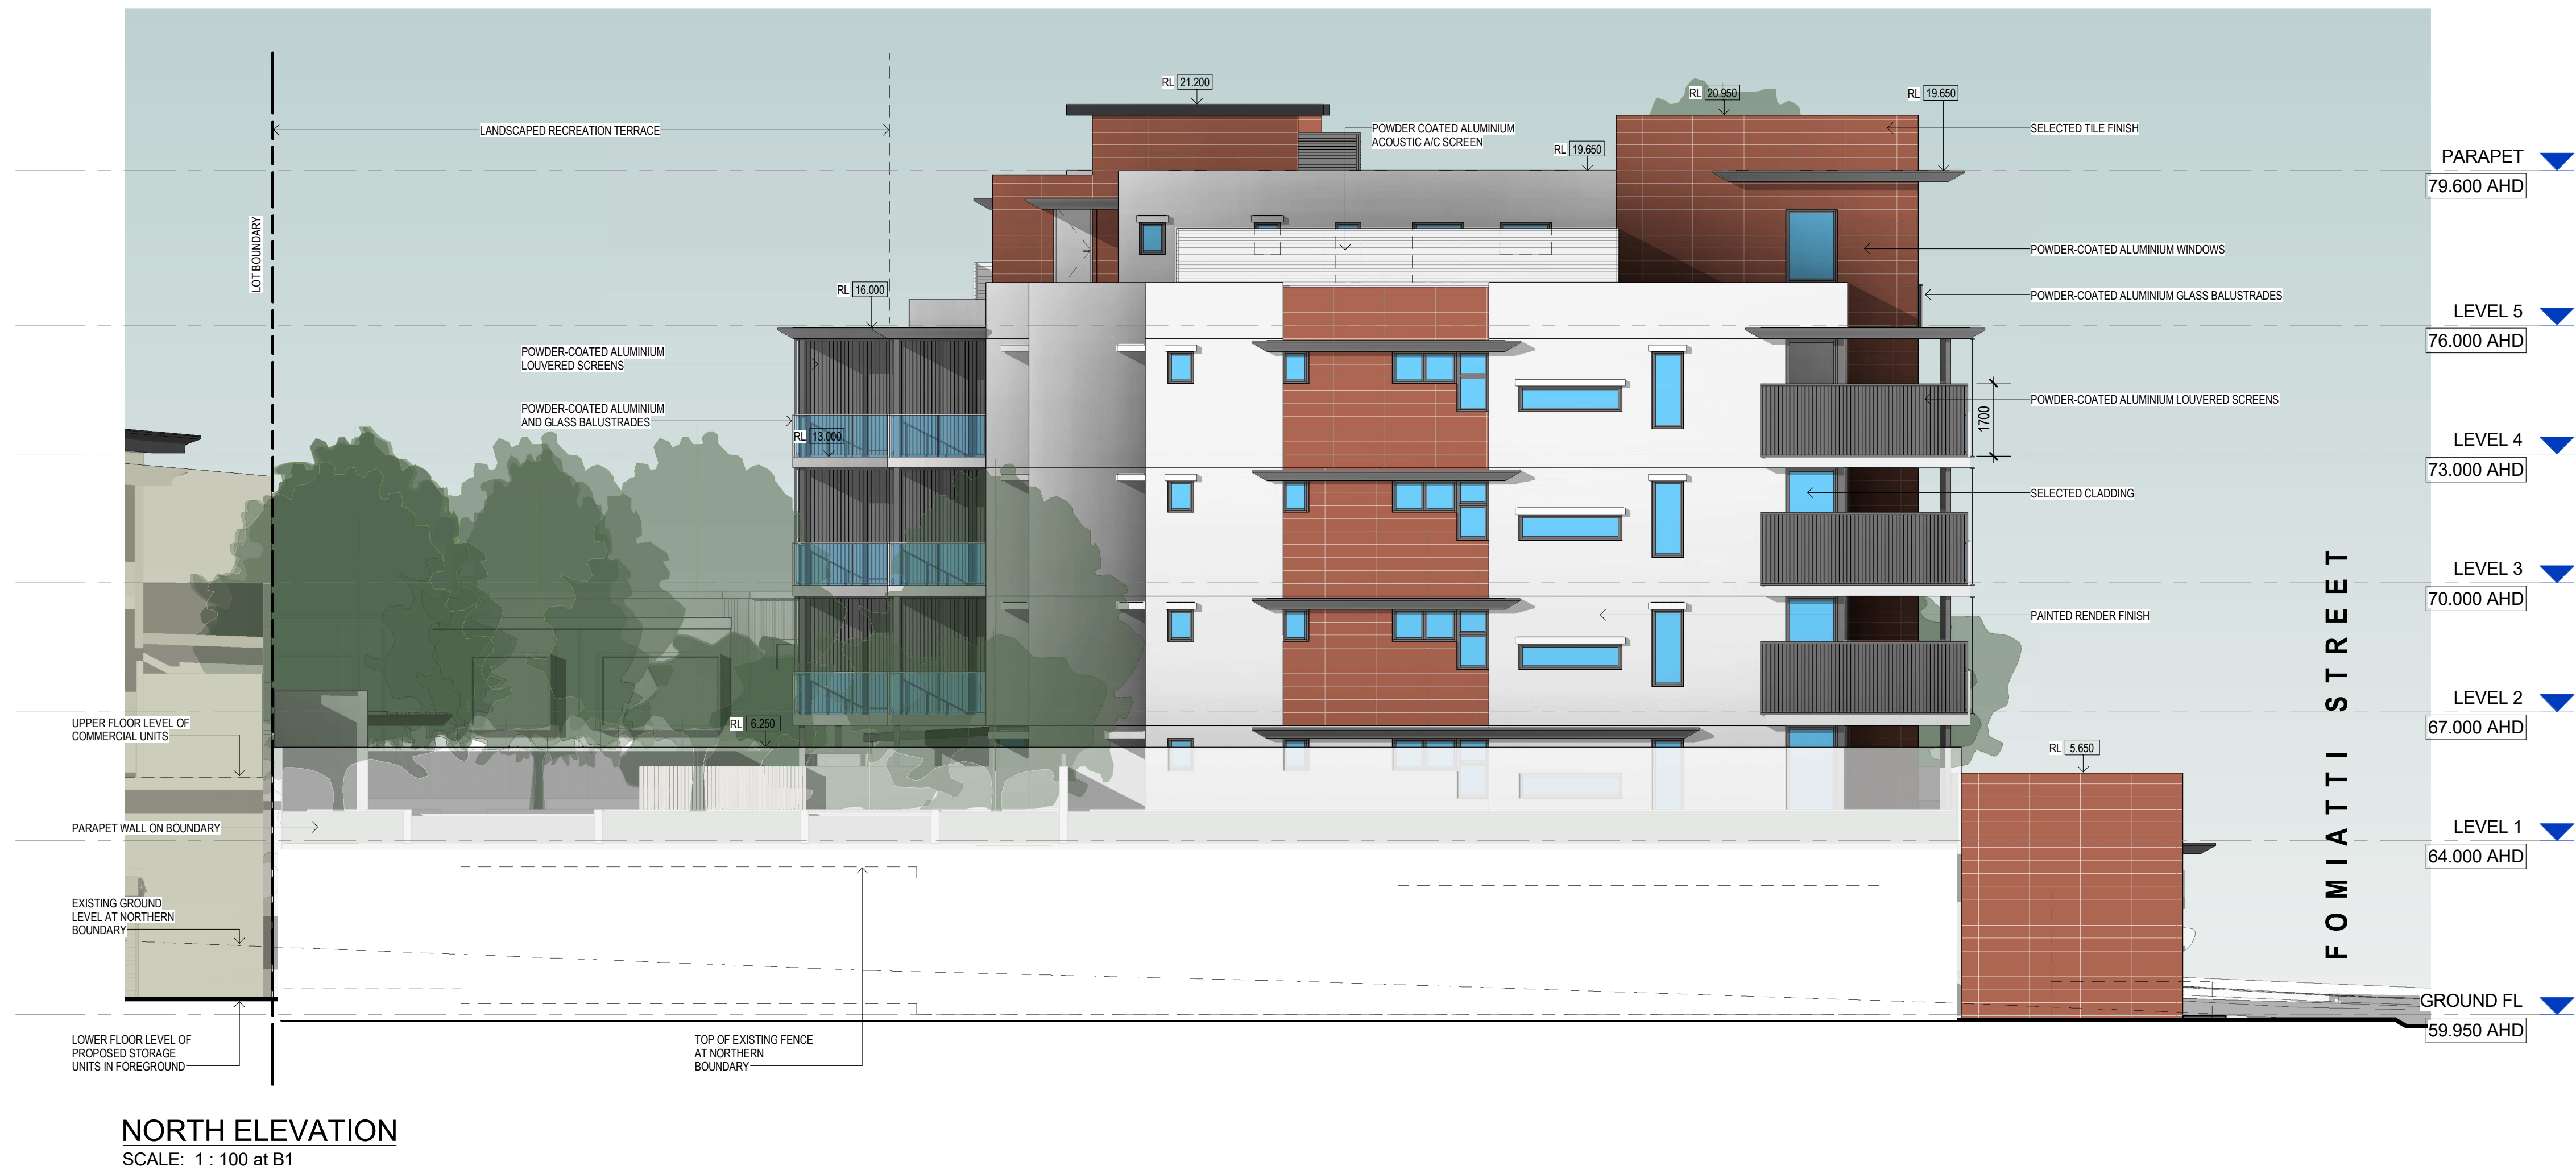 RL 21.200
RL 20.950
RL 19.650
LANDSCAPED RECREATION TERRACE
POWDER COATED ALUMINIUM
ACOUSTIC A/C SCREEN
RL 19.650
SELECTED TILE FINISH
PARAPET
79.600 AHD
LOT BOUNDARY
POWDER-COATED ALUMINIUM WINDOWS
RL 16.000
POWDER-COATED ALUMINIUM GLASS BALUSTRADES
LEVEL 5
76.000 AHD
POWDER-COATED ALUMINIUM
LOUVERED SCREENS
POWDER-COATED ALUMINIUM
AND GLASS BALUSTRADES
RL 13.000
1700
POWDER-COATED ALUMINIUM LOUVERED SCREENS
LEVEL 4
73.000 AHD
SELECTED CLADDING
LEVEL 3
70.000 AHD
PAINTED RENDER FINISH
FOMIATTI STREET
LEVEL 2
67.000 AHD
UPPER FLOOR LEVEL OF
COMMERCIAL UNITS
RL 6.250
RL 5.650
PARAPET WALL ON BOUNDARY
LEVEL 1
64.000 AHD
EXISTING GROUND
LEVEL AT NORTHERN
BOUNDARY
GROUND FL
59.950 AHD
LOWER FLOOR LEVEL OF
PROPOSED STORAGE
UNITS IN FOREGROUND
TOP OF EXISTING FENCE
AT NORTHERN
BOUNDARY
NORTH ELEVATION
SCALE: 1 : 100 at B1